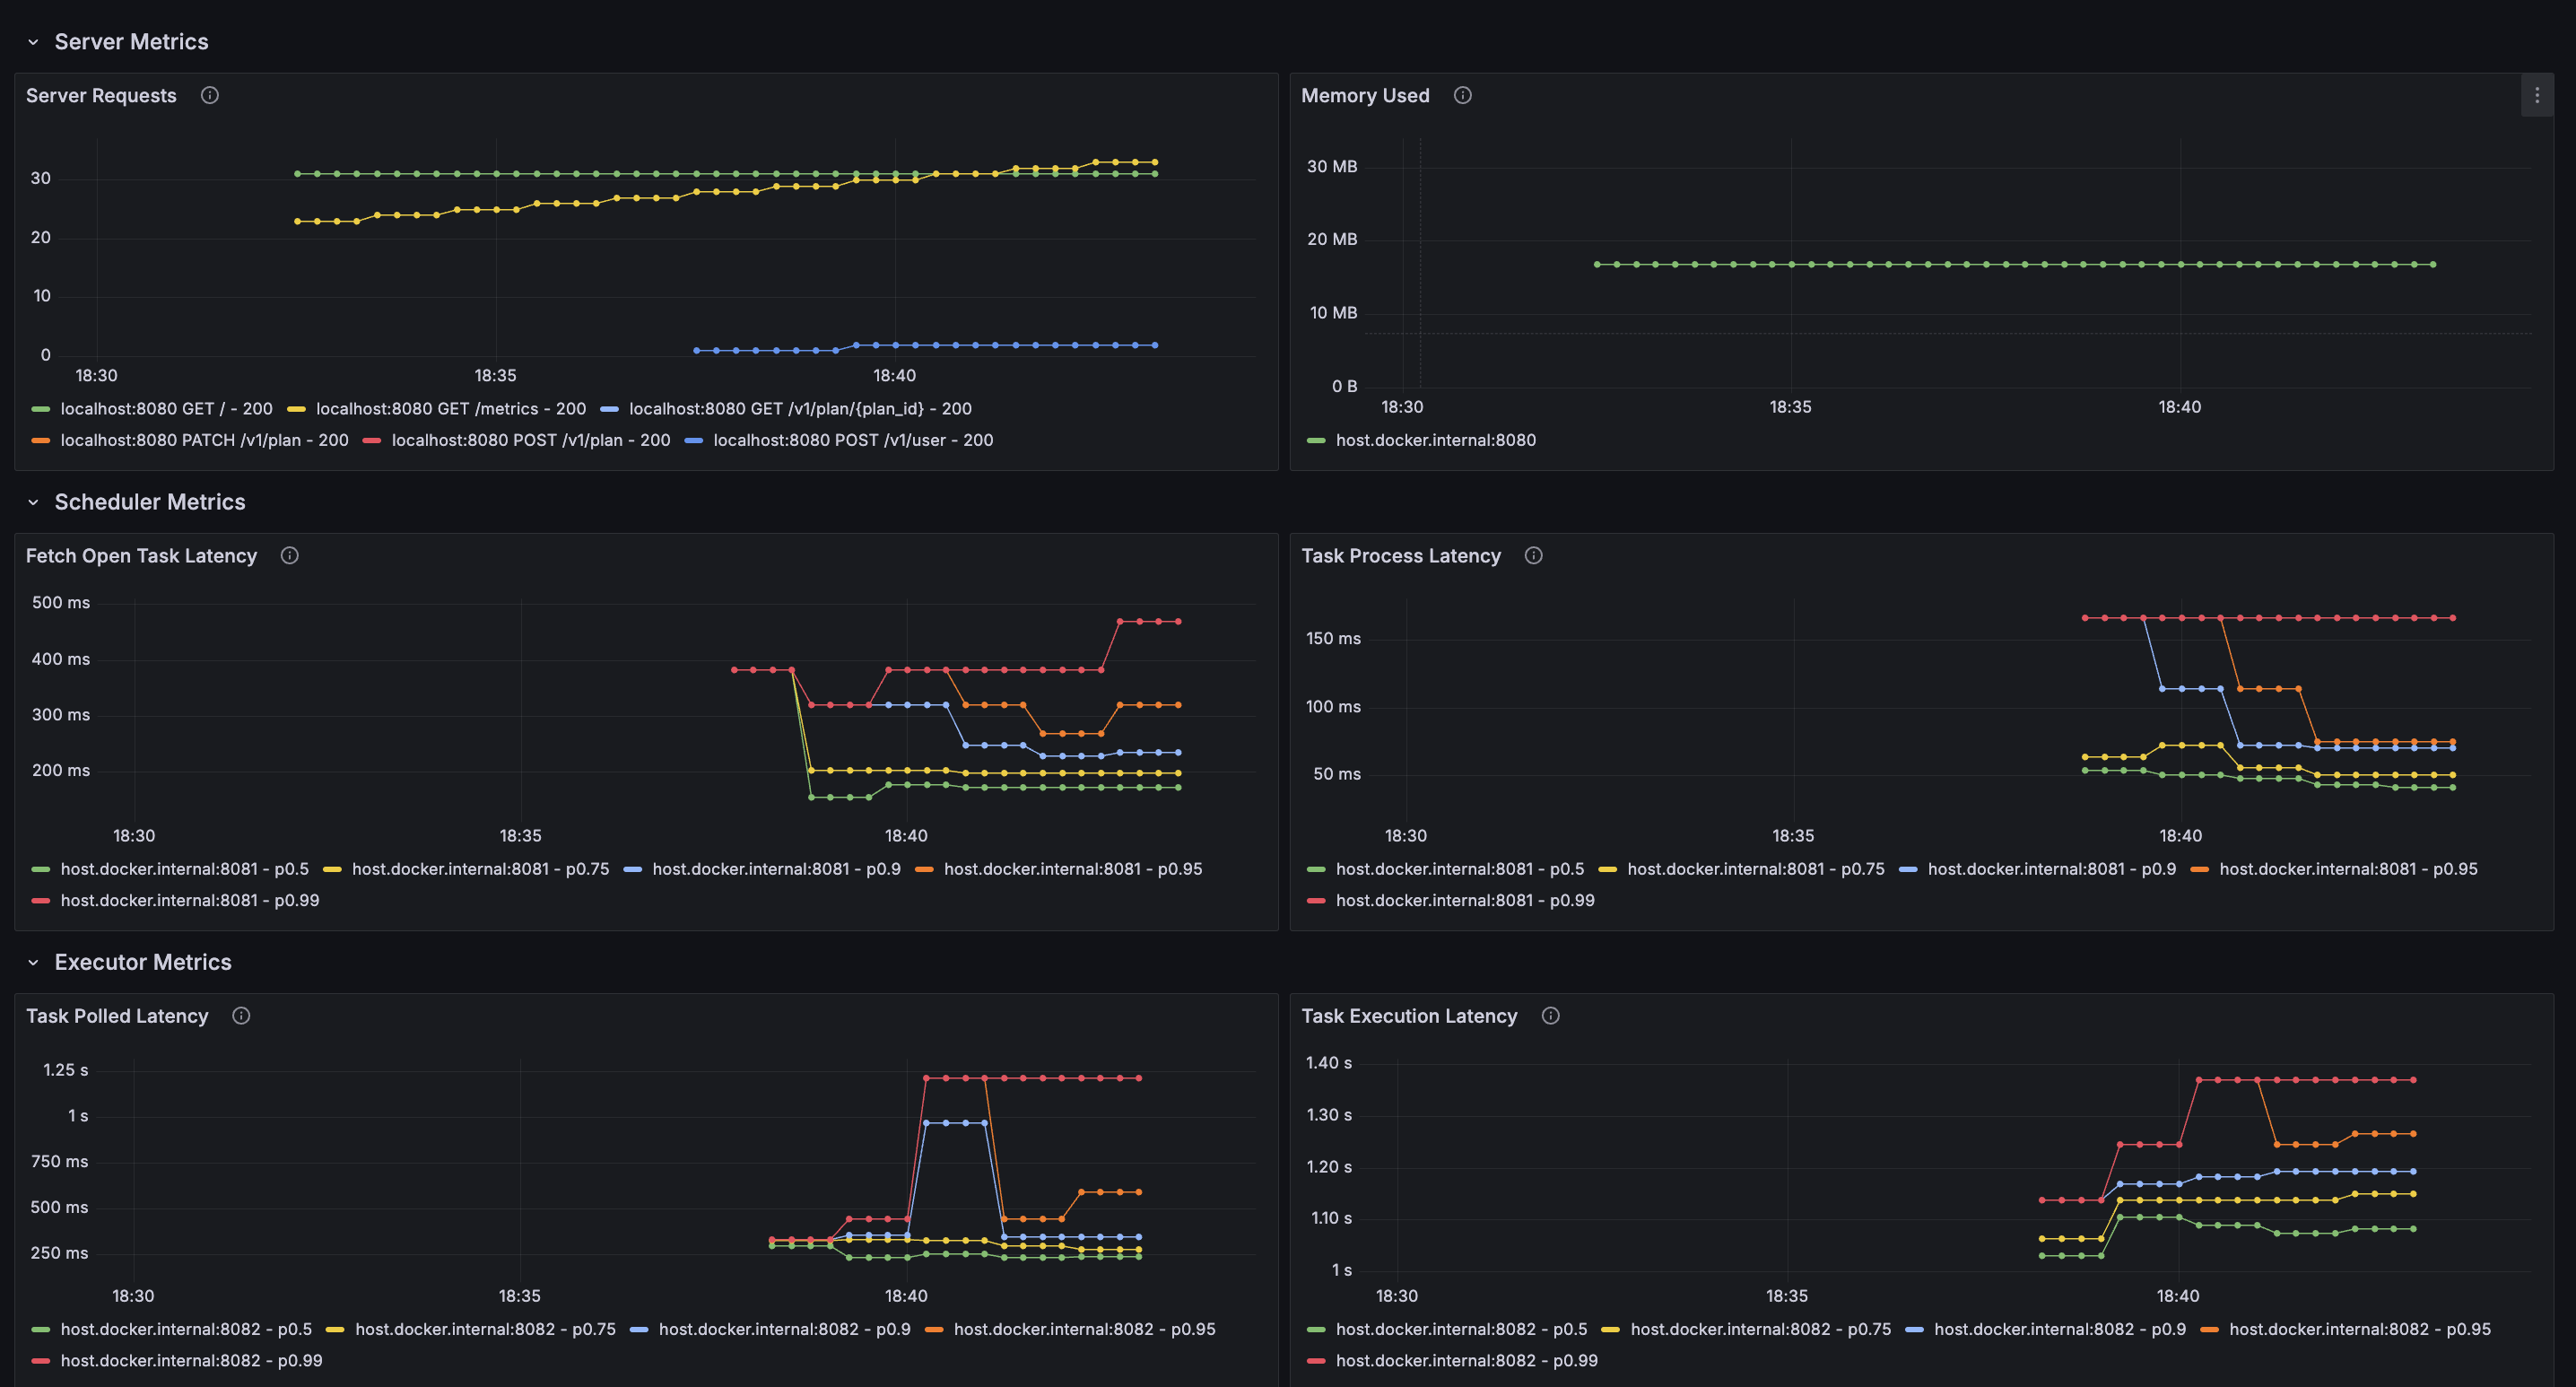 Server Metrics
Server Requests
30
20
10
0
18:30 18:35 18:40
localhost:8080 GET / - 200 localhost:8080 GET /metrics - 200 localhost:8080 GET /v1/plan/{plan_id} - 200
localhost:8080 PATCH /v1/plan - 200 localhost:8080 POST /v1/plan - 200 localhost:8080 POST /v1/user - 200
Memory Used
30 MB
20 MB
10 MB
0 B
18:30 18:35 18:40
host.docker.internal:8080
Scheduler Metrics
Fetch Open Task Latency
500 ms
400 ms
300 ms
200 ms
18:30 18:35 18:40
host.docker.internal:8081 - p0.5 host.docker.internal:8081 - p0.75 host.docker.internal:8081 - p0.9 host.docker.internal:8081 - p0.95
host.docker.internal:8081 - p0.99
Task Process Latency
150 ms
100 ms
50 ms
18:30 18:35 18:40
host.docker.internal:8081 - p0.5 host.docker.internal:8081 - p0.75 host.docker.internal:8081 - p0.9 host.docker.internal:8081 - p0.95
host.docker.internal:8081 - p0.99
Executor Metrics
Task Polled Latency
1.25 s
1 s
750 ms
500 ms
250 ms
18:30 18:35 18:40
host.docker.internal:8082 - p0.5 host.docker.internal:8082 - p0.75 host.docker.internal:8082 - p0.9 host.docker.internal:8082 - p0.95
host.docker.internal:8082 - p0.99
Task Execution Latency
1.40 s
1.30 s
1.20 s
1.10 s
1 s
18:30 18:35 18:40
host.docker.internal:8082 - p0.5 host.docker.internal:8082 - p0.75 host.docker.internal:8082 - p0.9 host.docker.internal:8082 - p0.95
host.docker.internal:8082 - p0.99